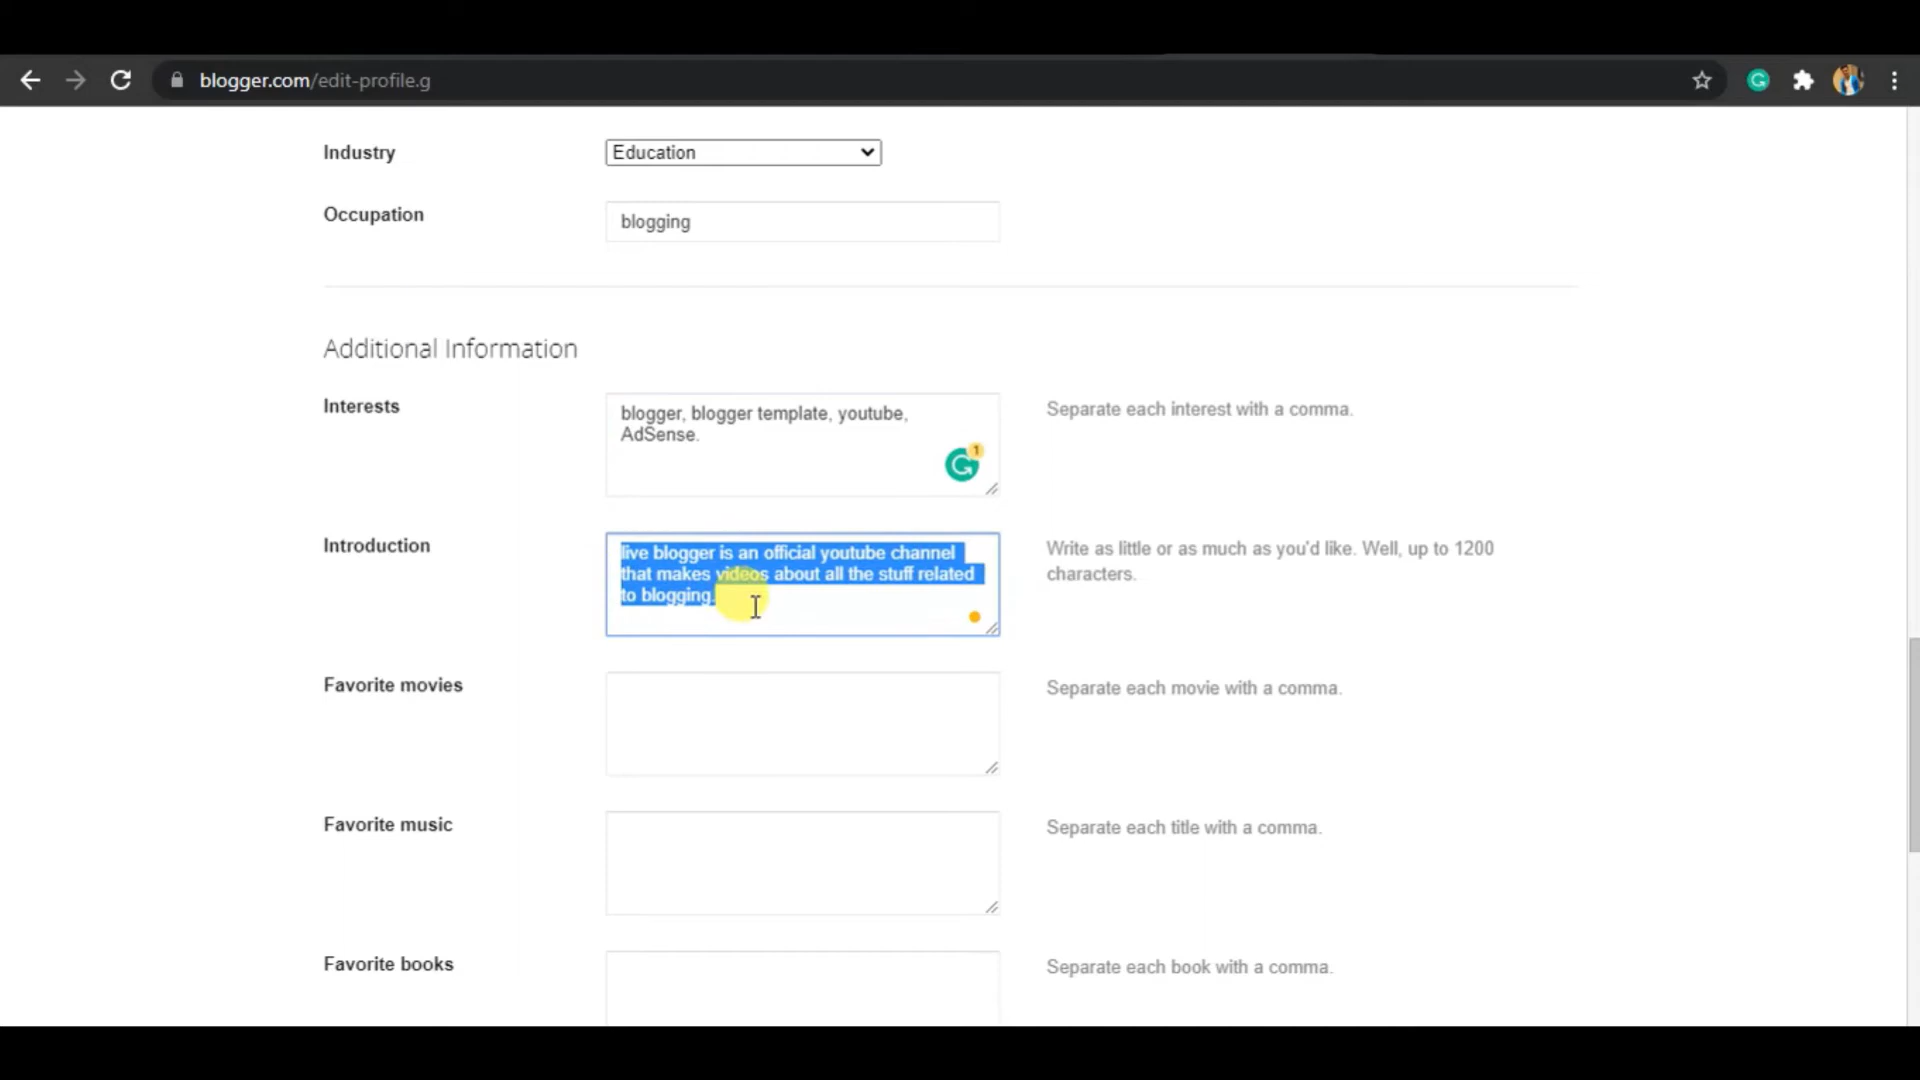 blogger.com/edit-profile.g
Industry
Education
Occupation
blogging
Additional Information
Interests
blogger, blogger template, youtube,
AdSense.
1
Separate each interest with a comma.
Introduction
live blogger is an official youtube channel
that makes videos about all the stuff related
to blogging.
Write as little or as much as you'd like. Well, up to 1200
characters.
Favorite movies
Separate each movie with a comma.
Favorite music
Separate each title with a comma.
Favorite books
Separate each book with a comma.